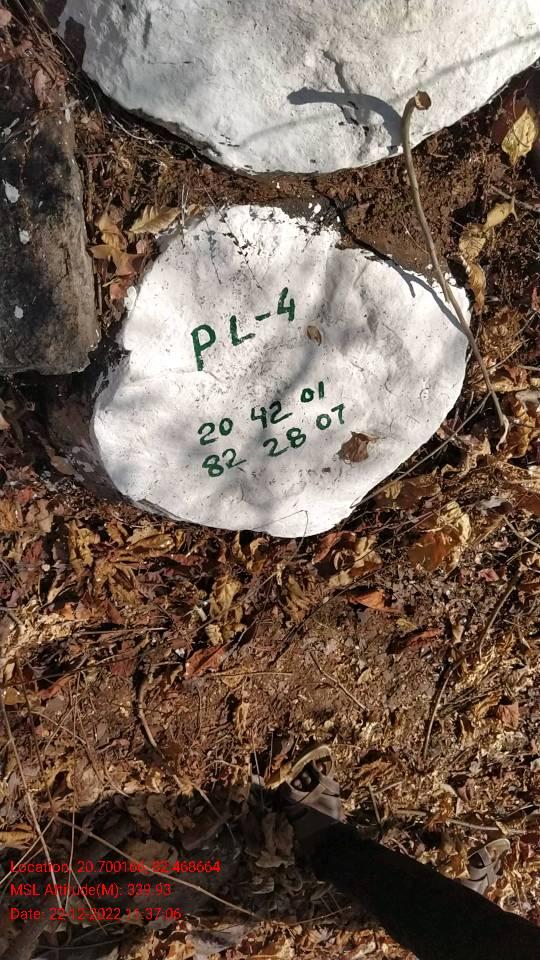 PL-4
20 42 01
82 28 07
Location: 20.700166, 82.468664
MSL Altitude(M): 339.93
Date: 22-12-2022 11:37:06